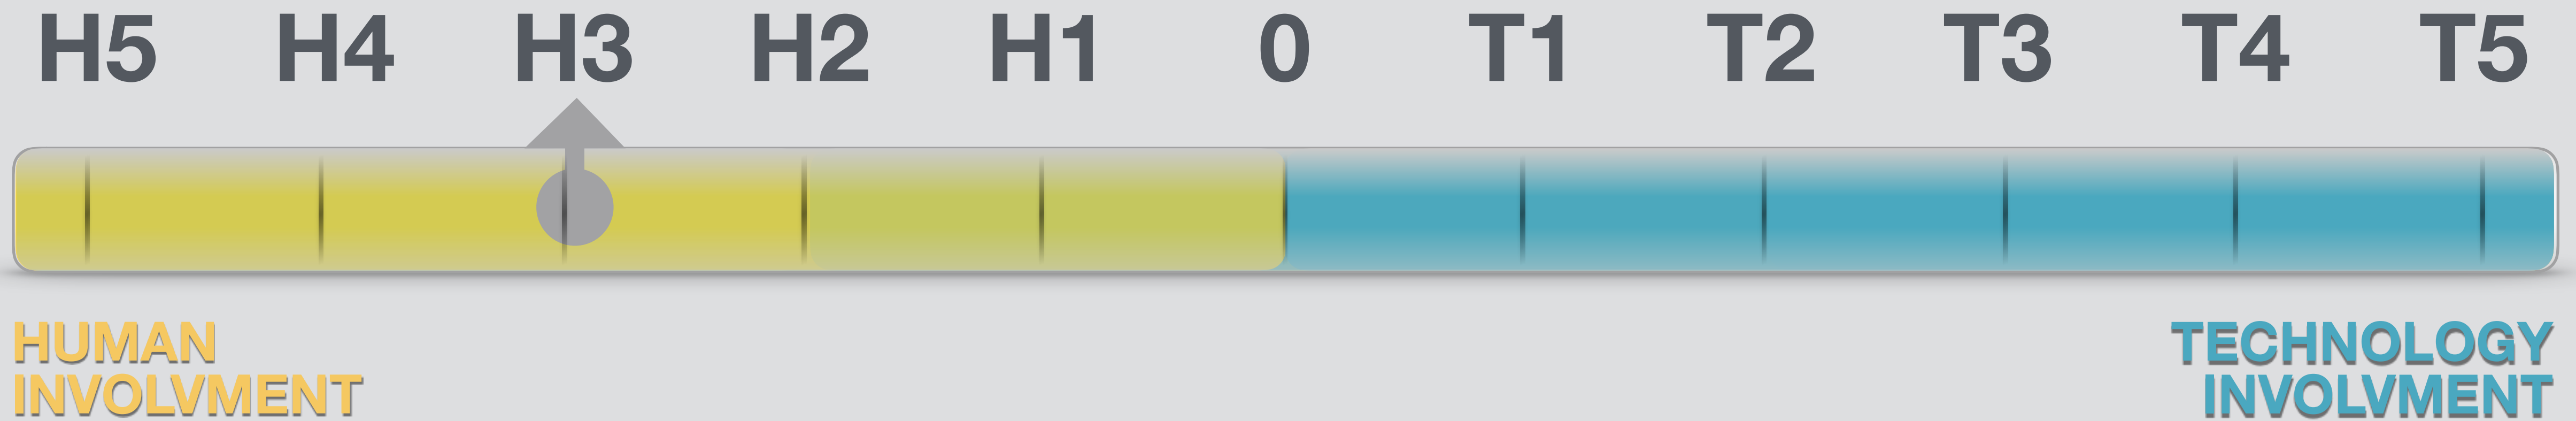 H5 H4 H3 H2 H1 0 T1 T2 T3 T4 T5
HUMAN
INVOLVMENT
TECHNOLOGY
INVOLVMENT